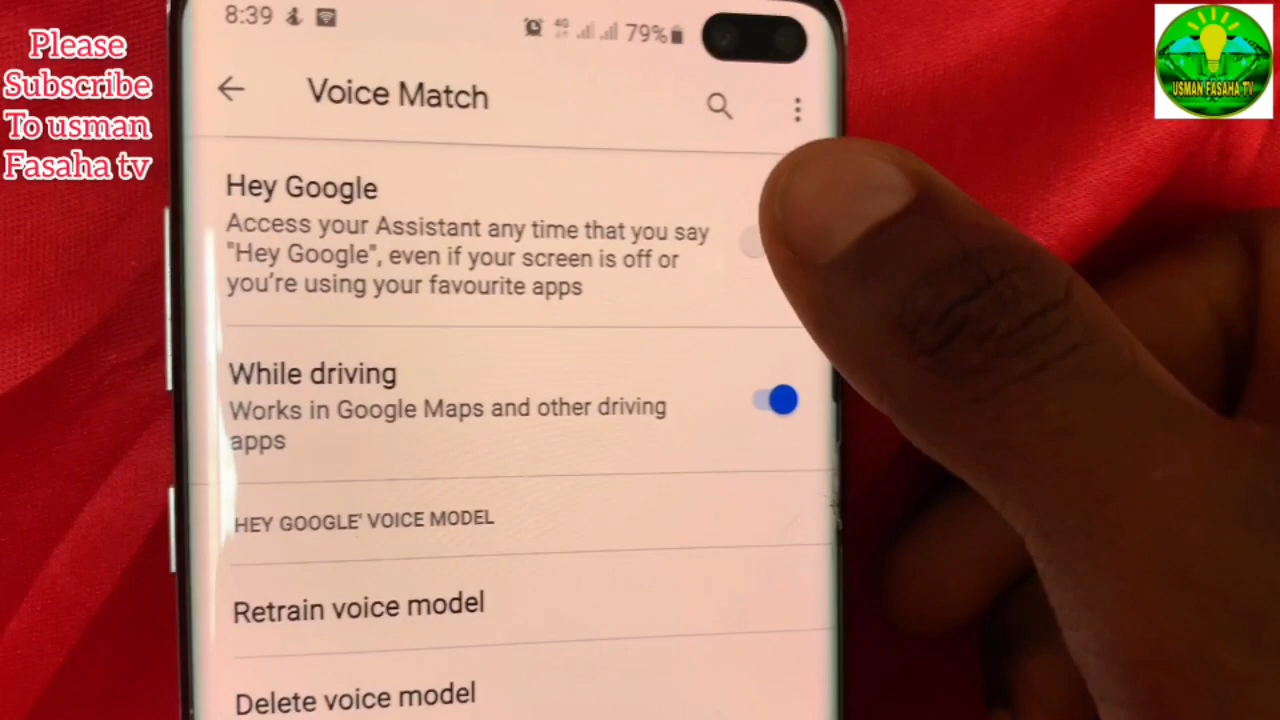 Please
Subscribe
To usman
Fasaha tv
USMAN FASAHA TV
8:39
4G
79%
Voice Match
Hey Google
Access your Assistant any time that you say
"Hey Google", even if your screen is off or
you're using your favourite apps
While driving
Works in Google Maps and other driving
apps
HEY GOOGLE' VOICE MODEL
Retrain voice model
Delete voice model